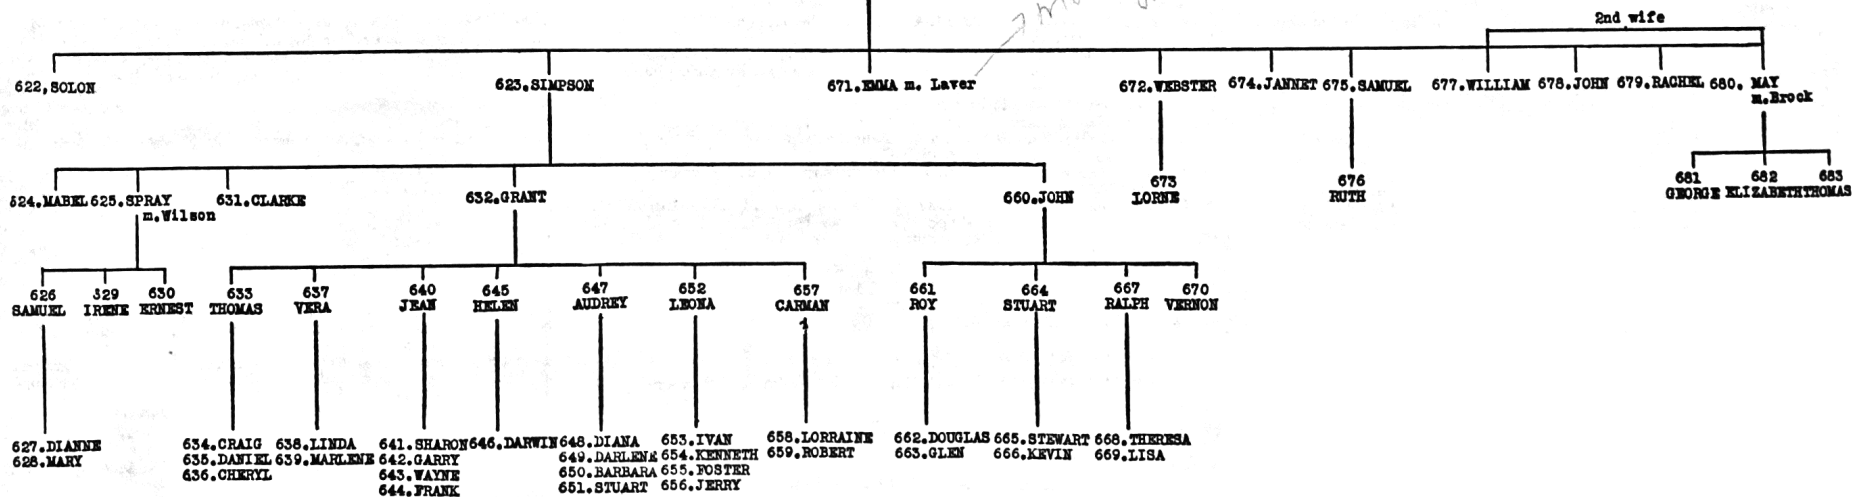 2nd wife
622,SOLON 623.SIMPSON 671.EMMA m. Laver 672.WEBSTER 674.JANNET 675.SAMUEL 677.WILLIAM 678.JOHN 679.RACHEL 680. MAY
m.Brock
624.MABEL 625.SPRAY 631.CLARKE 632.GRANT 660.JOHN 673 676 681 682 683
m.Wilson LORNE RUTH GEORGE ELIZABETH THOMAS
626 329 630 633 637 640 645 647 652 657 661 664 667 670
SAMUEL IRENE ERNEST THOMAS VERA JEAN HELEN AUDREY LEONA CARMAN ROY STUART RALPH VERNON
627.DIANNE 634.CRAIG 638.LINDA 641.SHARON 646.DARWIN 648.DIANA 653.IVAN 658.LORRAINE 662.DOUGLAS 665.STEWART 668.THERESA
628.MARY 635.DANIEL 639.MARLENE 642.GARRY 649.DARLENE 654.KENNETH 659.ROBERT 663.GLEN 666.KEVIN 669.LISA
636.CHERYL 643.WAYNE 650.BARBARA 655.FOSTER
644.FRANK 651.STUART 656.JERRY